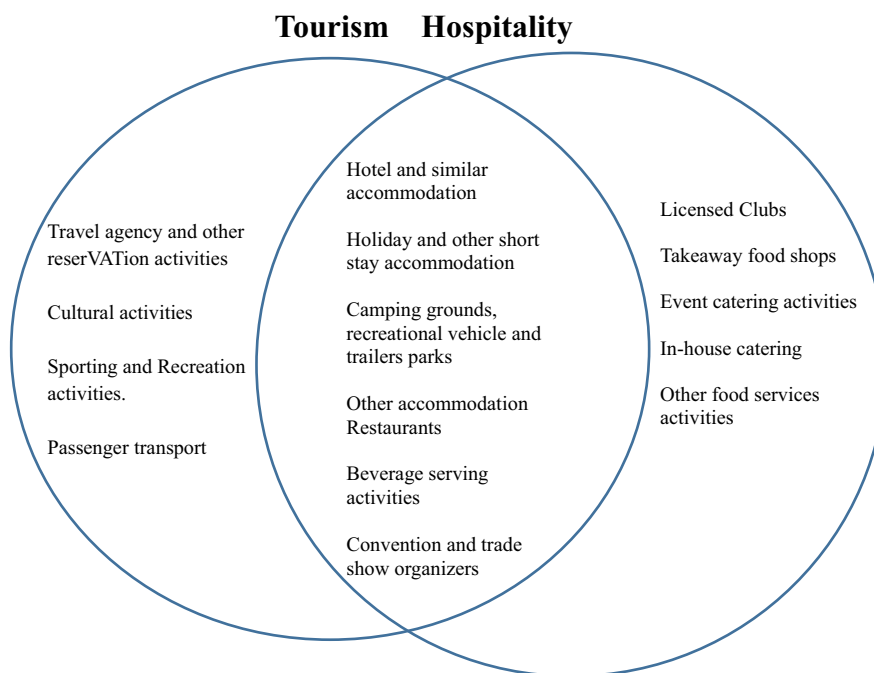 Tourism Hospitality
Travel agency and other
reserVATion activities
Cultural activities
Sporting and Recreation
activities.
Passenger transport
Hotel and similar
accommodation
Holiday and other short
stay accommodation
Camping grounds,
recreational vehicle and
trailers parks
Other accommodation
Restaurants
Beverage serving
activities
Convention and trade
show organizers
Licensed Clubs
Takeaway food shops
Event catering activities
In-house catering
Other food services
activities